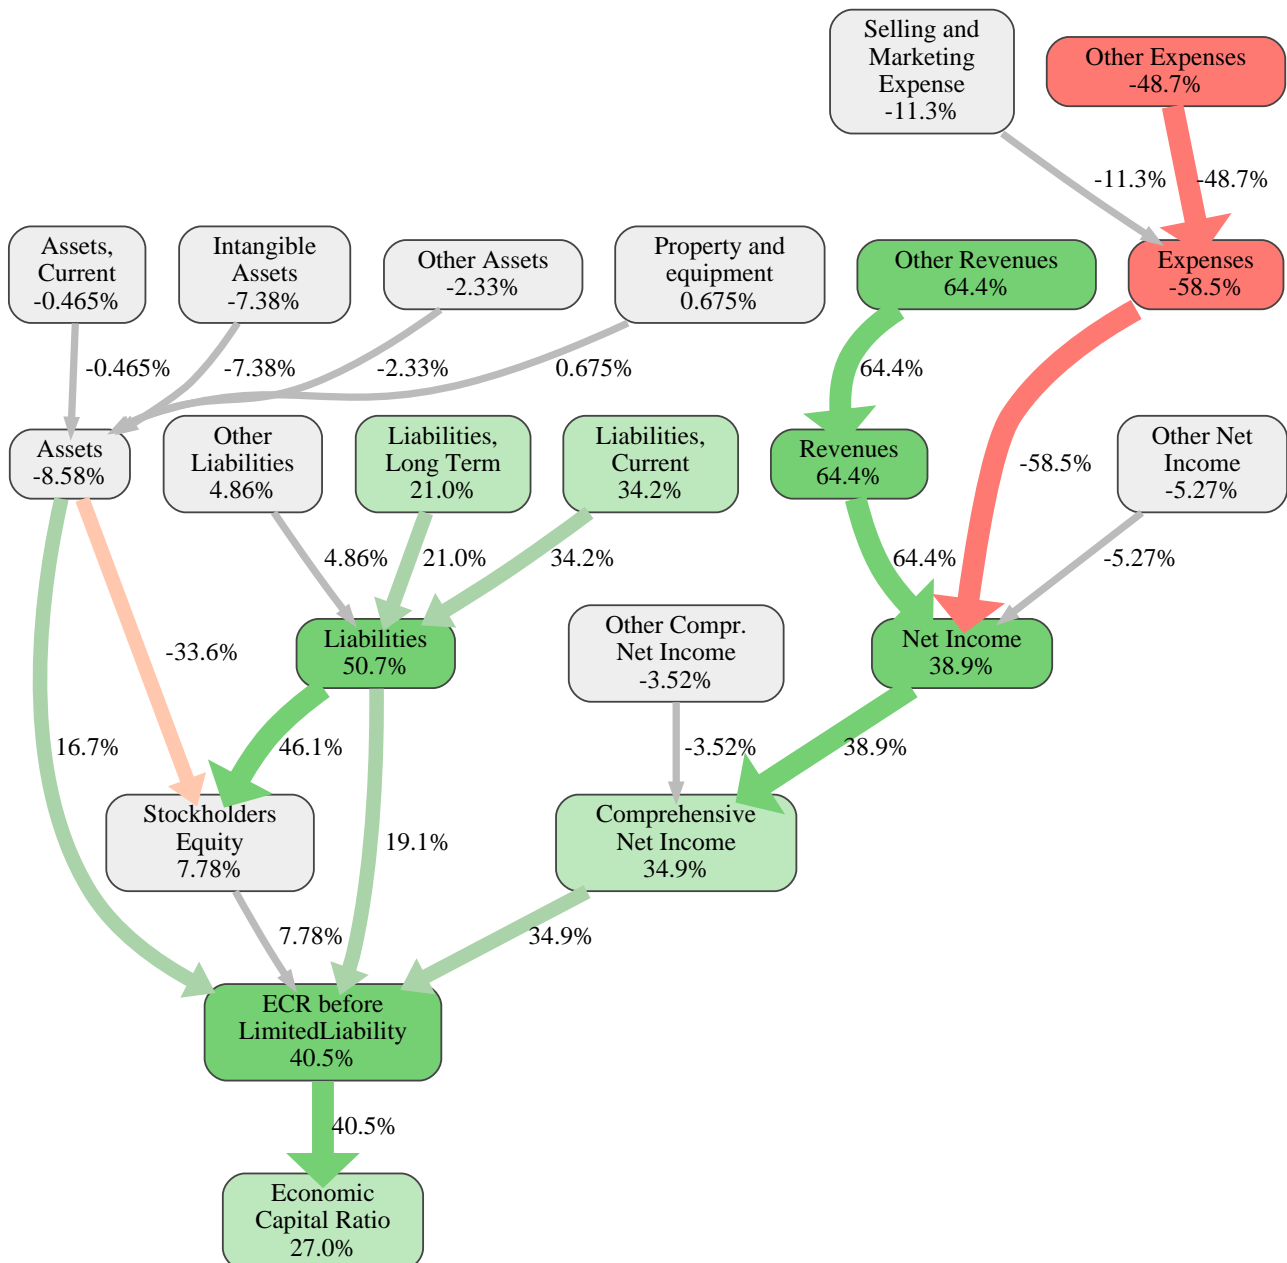 Selling and
Marketing
Expense
-11.3%
Other Expenses
-48.7%
-11.3%
-48.7%
Assets,
Current
-0.465%
Intangible
Assets
-7.38%
Other Assets
-2.33%
Property and
equipment
0.675%
Other Revenues
64.4%
Expenses
-58.5%
-0.465%
-7.38%
-2.33%
0.675%
64.4%
Assets
-8.58%
Other
Liabilities
4.86%
Liabilities,
Long Term
21.0%
Liabilities,
Current
34.2%
Revenues
64.4%
-58.5%
Other Net
Income
-5.27%
4.86%
21.0%
34.2%
64.4%
-5.27%
-33.6%
Liabilities
50.7%
Other Compr.
Net Income
-3.52%
Net Income
38.9%
16.7%
46.1%
-3.52%
38.9%
Stockholders
Equity
7.78%
19.1%
Comprehensive
Net Income
34.9%
7.78%
34.9%
ECR before
LimitedLiability
40.5%
40.5%
Economic
Capital Ratio
27.0%